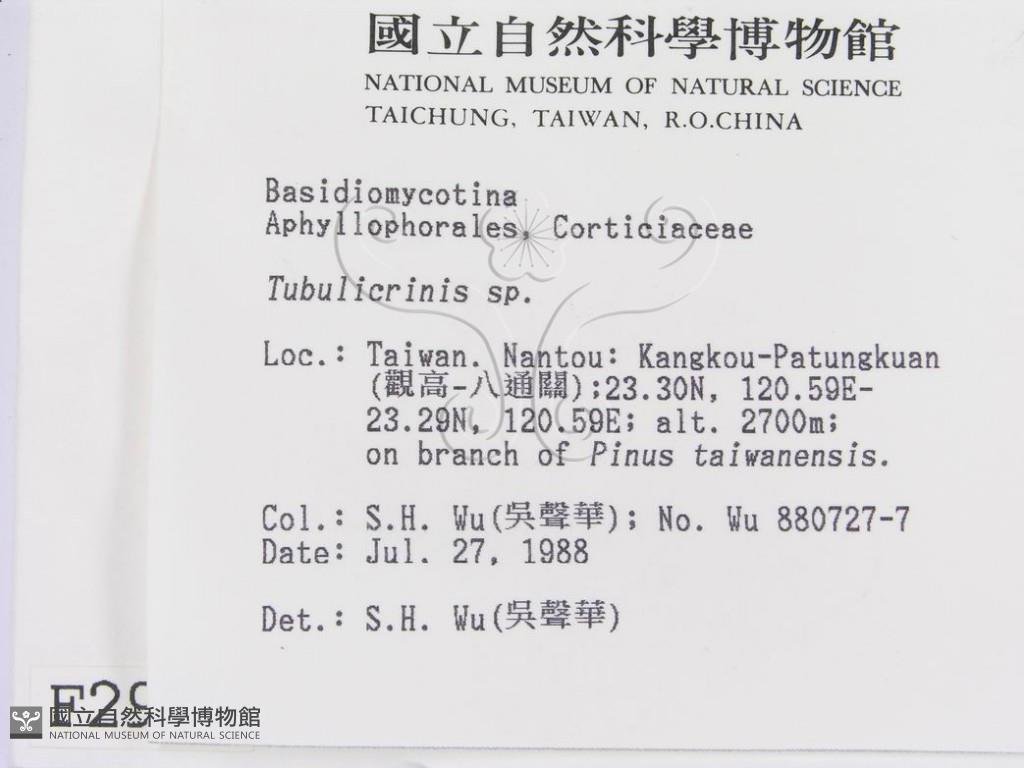 國立自然科學博物館
NATIONAL MUSEUM OF NATURAL SCIENCE
TAICHUNG, TAIWAN, R.O.CHINA
Basidiomycotina
Aphyllophorales, Corticiaceae
Tubulicrinis sp.
Loc.: Taiwan. Nantou: Kangkou-Patungkuan
(觀高-八通關);23.30N, 120.59E-
23.29N, 120.59E; alt. 2700m;
on branch of Pinus taiwanensis.
Col.: S.H. Wu(吳聲華); No. Wu 880727-7
Date: Jul. 27, 1988
Det.: S.H. Wu(吳聲華)
國立自然科學博物館
NATIONAL MUSEUM OF NATURAL SCIENCE